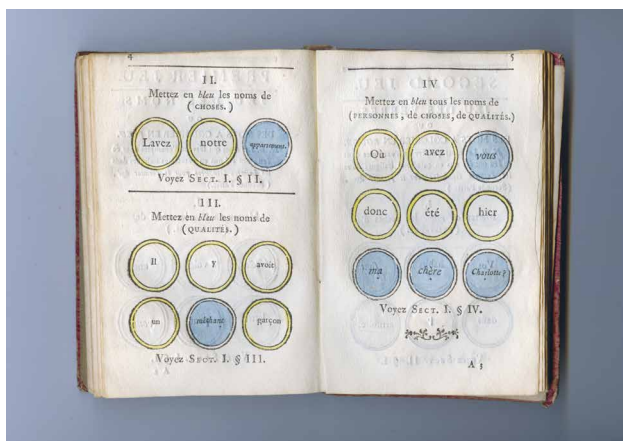 4
II.
Mettez en bleu les noms de
(CHOSES.)
Lavez notre appartement.
Voyez SECT. I. § II.
III.
Mettez en bleu les noms de
(QUALITÉS.)
Il y avoit
un méchant garçon
Voyez SECT. I. § III.
5
IV
Mettez en bleu tous les noms de
(PERSONNES, de CHOSES, de QUALITÉS.)
Où avez vous
donc été hier
ma chère Charlotte?
Voyez SECT. I. § IV.
A 3